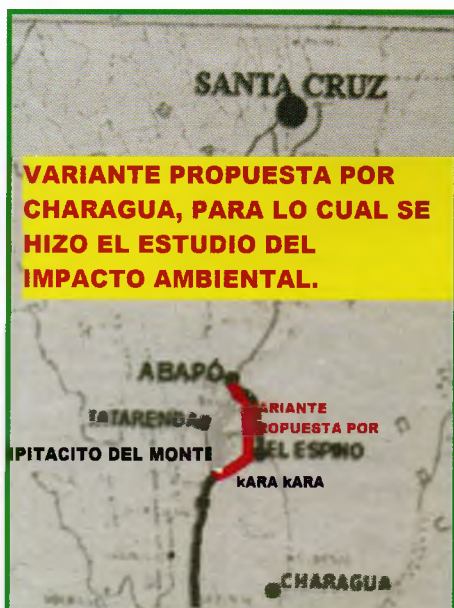 SANTA CRUZ
VARIANTE PROPUESTA POR
CHARAGUA, PARA LO CUAL SE
HIZO EL ESTUDIO DEL
IMPACTO AMBIENTAL.
ABAPÓ
TATARENDA
ARIANTE
ROPUESTA POR
IPITACITO DEL MONTE
EL ESPINO
kARA kARA
CHARAGUA